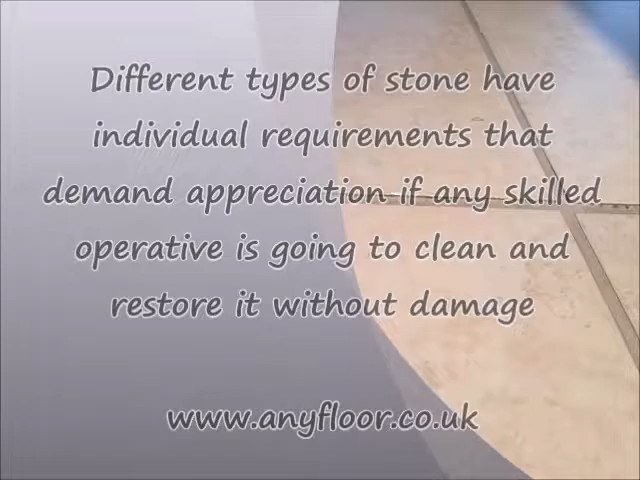 Different types of stone have
individual requirements that
demand appreciation if any skilled
operative is going to clean and
restore it without damage
www.anyfloor.co.uk